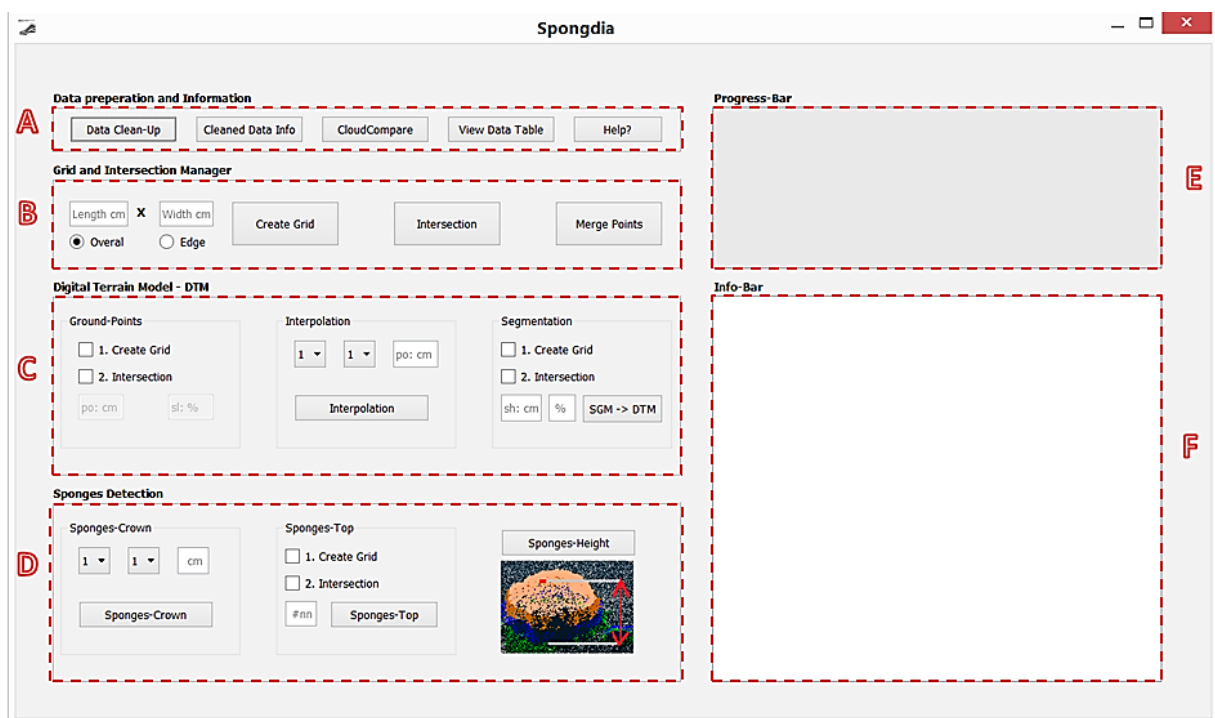 Spongdia
Data preperation and Information
A
Data Clean-Up Cleaned Data Info CloudCompare View Data Table Help?
Grid and Intersection Manager
B
Length cm X Width cm Create Grid Intersection Merge Points
Overal Edge
Digital Terrain Model - DTM
C
Ground-Points Interpolation Segmentation
1. Create Grid 1 1 po: cm 1. Create Grid
2. Intersection 2. Intersection
po: cm sl: % Interpolation sh: cm % SGM -> DTM
Sponges Detection
D
Sponges-Crown Sponges-Top Sponges-Height
1 1 cm 1. Create Grid
2. Intersection
Sponges-Crown #nn Sponges-Top
Progress-Bar
E
Info-Bar
F